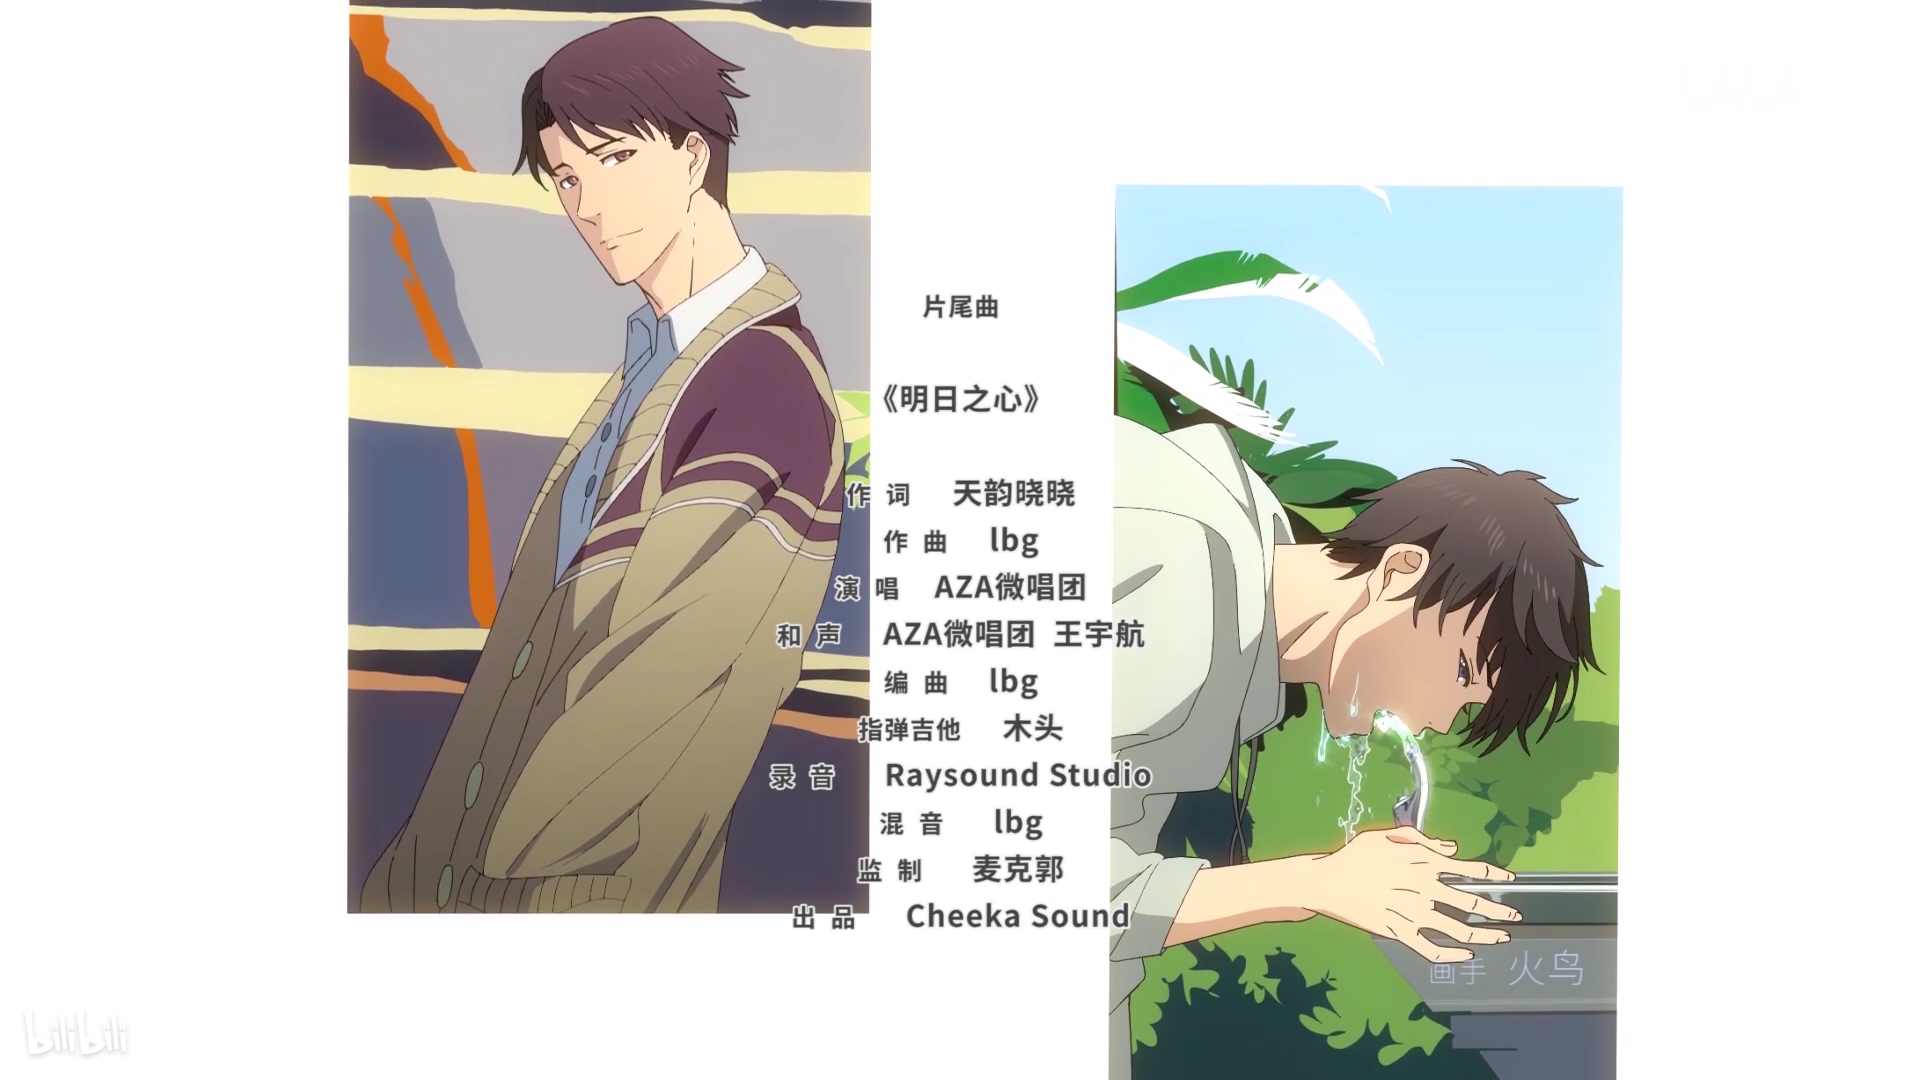 片尾曲
《明日之心》
作词 天韵晓晓
作曲 lbg
演唱 AZA微唱团
和声 AZA微唱团 王宇航
编曲 lbg
指弹吉他 木头
录音 Raysound Studio
混音 lbg
监制 麦克郭
出品 Cheeka Sound
画手 火鸟
bilibili